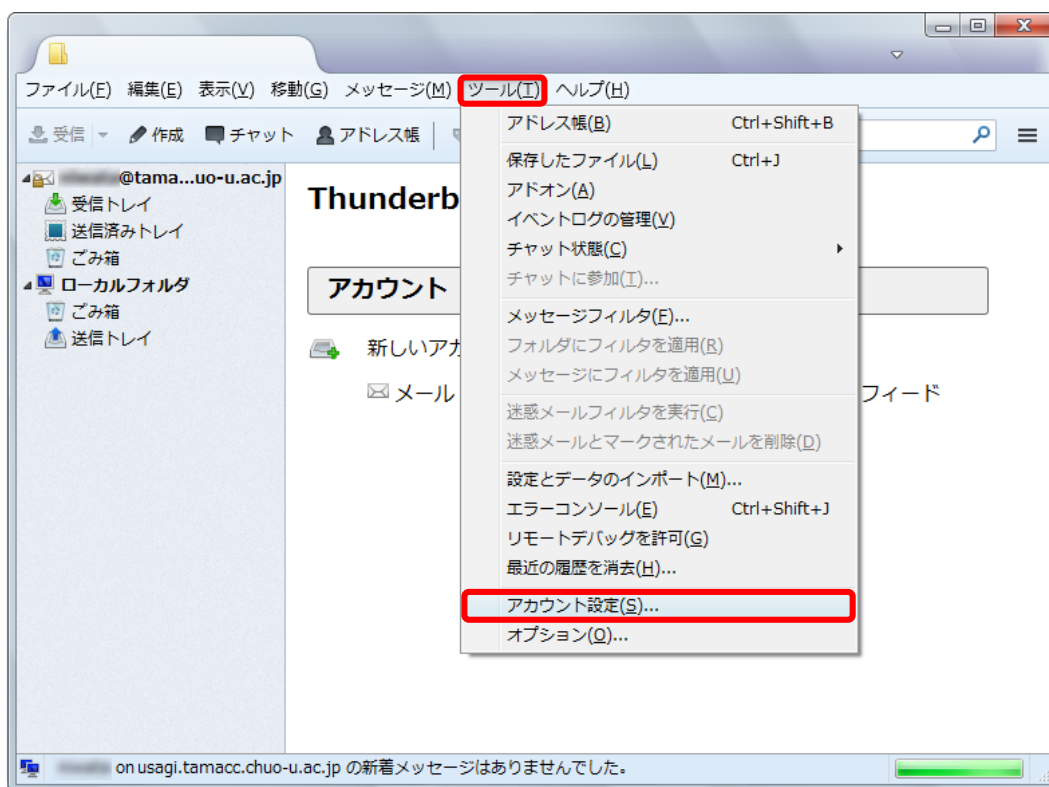 ファイル(F) 編集(E) 表示(V) 移動(G) メッセージ(M) ツール(T) ヘルプ(H)
受信 作成 チャット アドレス帳
@tama...uo-u.ac.jp
受信トレイ
送信済みトレイ
ごみ箱
ローカルフォルダ
ごみ箱
送信トレイ
Thunderb
アカウント
新しいアカ
メール
フィード
アドレス帳(B) Ctrl+Shift+B
保存したファイル(L) Ctrl+J
アドオン(A)
イベントログの管理(V)
チャット状態(C)
チャットに参加(T)...
メッセージフィルタ(F)...
フォルダにフィルタを適用(R)
メッセージにフィルタを適用(U)
迷惑メールフィルタを実行(C)
迷惑メールとマークされたメールを削除(D)
設定とデータのインポート(M)...
エラーコンソール(E) Ctrl+Shift+J
リモートデバッグを許可(G)
最近の履歴を消去(H)...
アカウント設定(S)...
オプション(O)...
on usagi.tamacc.chuo-u.ac.jp の新着メッセージはありませんでした。